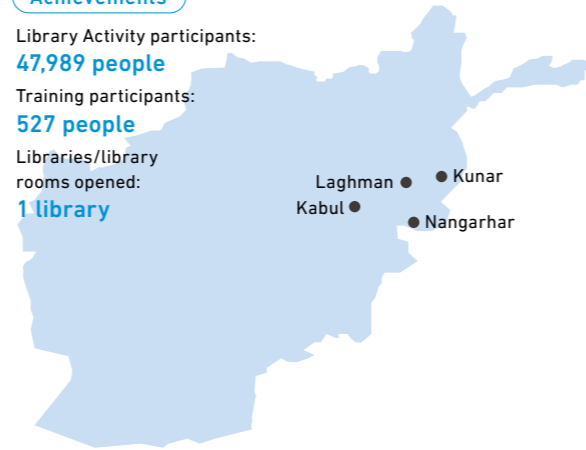 Achievements
Library Activity participants:
47,989 people
Training participants:
527 people
Libraries/library
rooms opened:
1 library
Laghman
Kunar
Kabul
Nangarhar